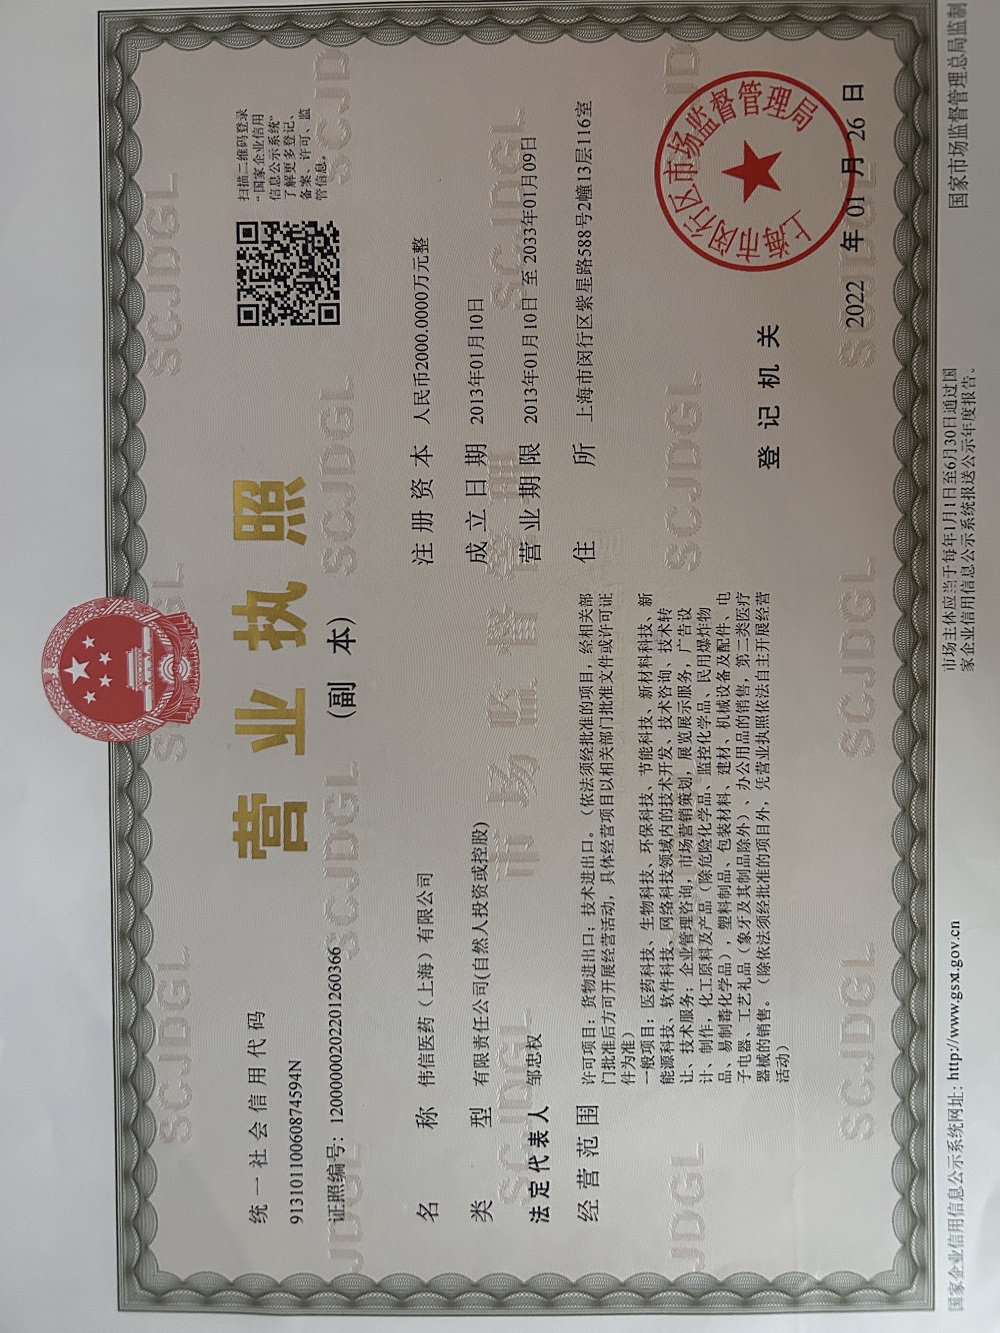 营业执照
(副 本)
统一社会信用代码
91310110060874594N
证照编号：12000000202201260366
扫描二维码登录
“国家企业信用
信息公示系统”
了解更多登记、
备案、许可、监
管信息。
名 称 伟信医药（上海）有限公司
类 型 有限责任公司(自然人投资或控股)
法定代表人 邹忠权
经营范围 许可项目：货物进出口；技术进出口。（依法须经批准的项目，经相关部
门批准后方可开展经营活动，具体经营项目以相关部门批准文件或许可证
件为准）
一般项目：医药科技、生物科技、环保科技、节能科技、新材料科技、新
能源科技、软件科技、网络科技领域内的技术开发、技术咨询、技术转
让、技术服务；企业管理咨询，市场营销策划，展览展示服务，广告设
计、制作，化工原料及产品（除危险化学品、监控化学品、民用爆炸物
品、易制毒化学品），塑料制品、包装材料、建材、机械设备及配件、电
子电器、工艺礼品（象牙及其制品除外）、办公用品的销售，第二类医疗
器械的销售。（除依法须经批准的项目外，凭营业执照依法自主开展经营
活动）
注册资本 人民币2000.0000万元整
成立日期 2013年01月10日
营业期限 2013年01月10日 至 2033年01月09日
住 所 上海市闵行区紫星路588号2幢13层116室
登记机关
上海市闵行区市场监督管理局
2022 年 01 月 26 日
国家企业信用信息公示系统网址：http://www.gsxt.gov.cn
市场主体应当于每年1月1日至6月30日通过国
家企业信用信息公示系统报送公示年度报告。
国家市场监督管理总局监制
SCJDGL
市场监督管理